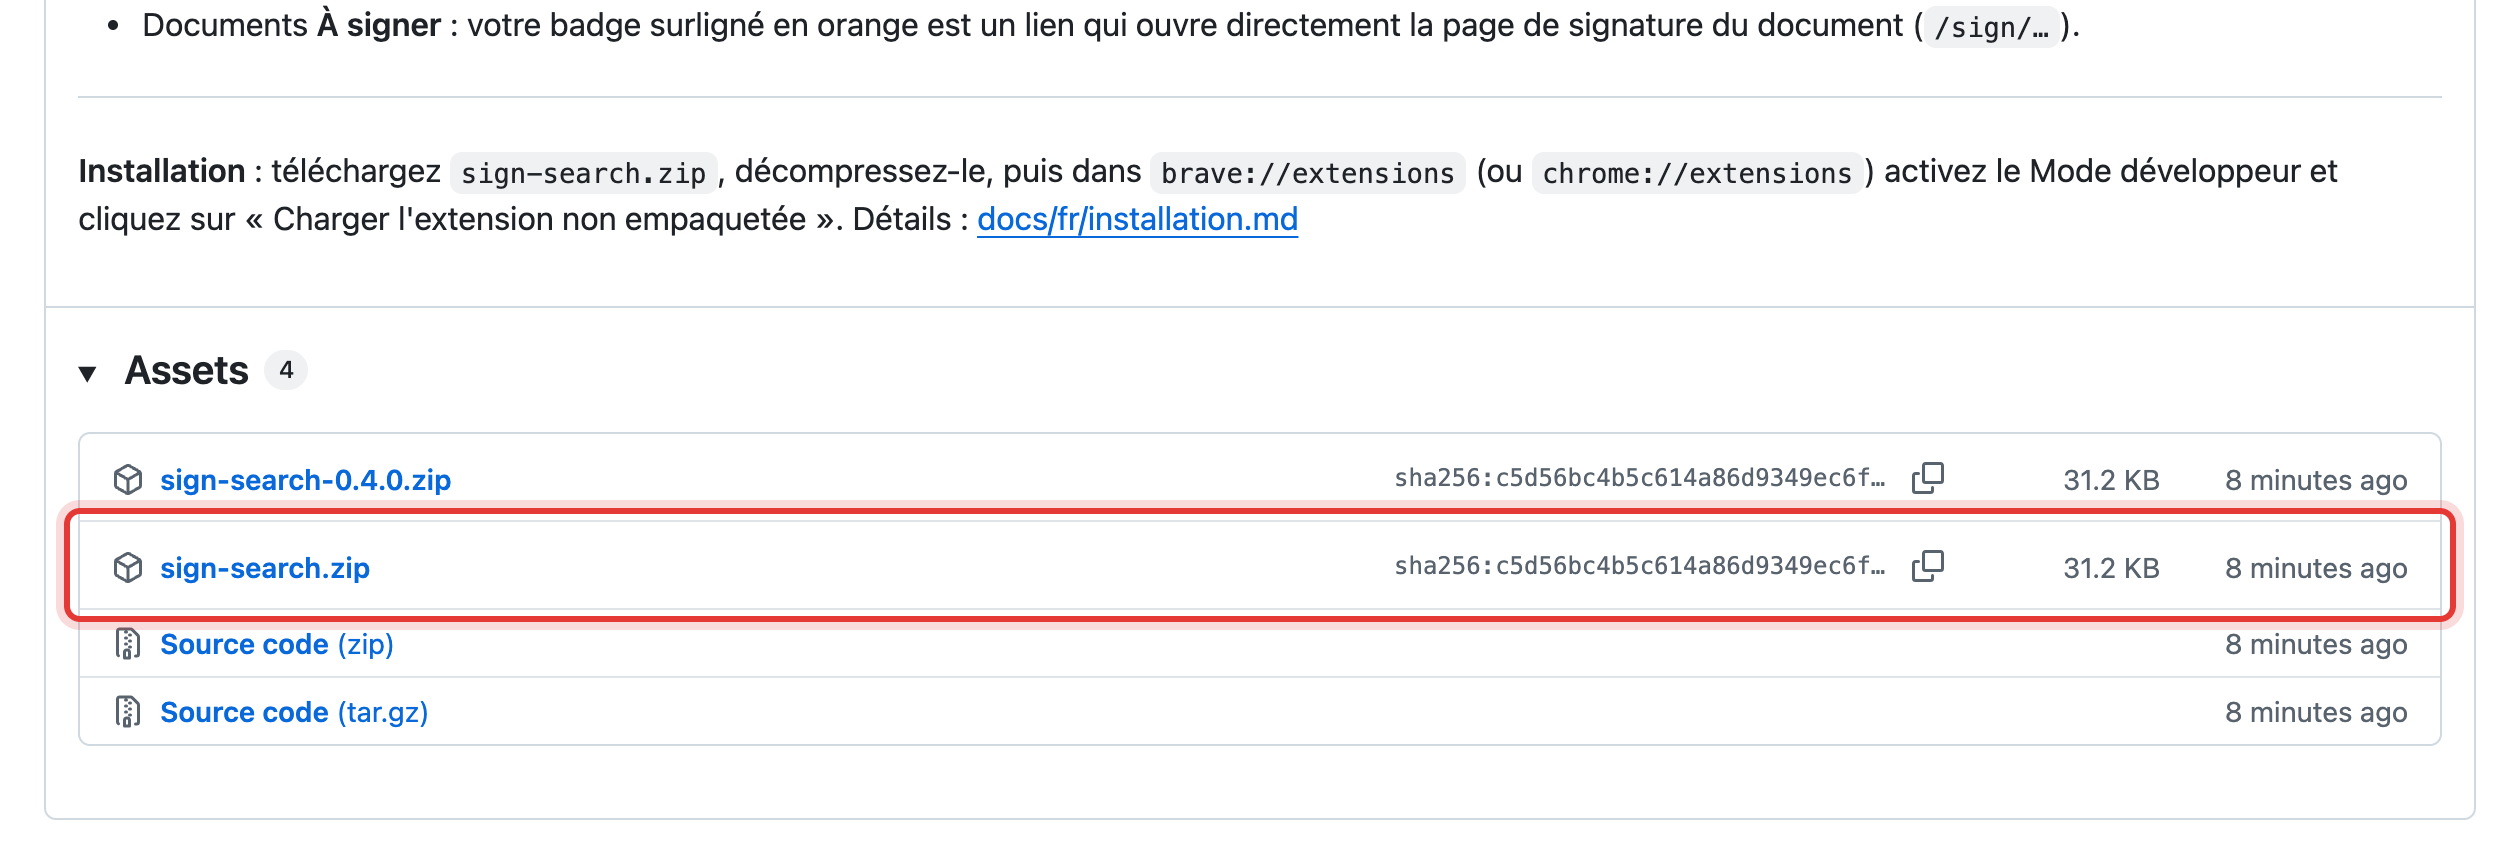 • Documents À signer : votre badge surligné en orange est un lien qui ouvre directement la page de signature du document ( /sign/… ).
Installation : téléchargez sign-search.zip , décompressez-le, puis dans brave://extensions (ou chrome://extensions ) activez le Mode développeur et
cliquez sur « Charger l'extension non empaquetée ». Détails : docs/fr/installation.md
▼ Assets 4
sign-search-0.4.0.zip sha256:c5d56bc4b5c614a86d9349ec6f… 31.2 KB 8 minutes ago
sign-search.zip sha256:c5d56bc4b5c614a86d9349ec6f… 31.2 KB 8 minutes ago
Source code (zip) 8 minutes ago
Source code (tar.gz) 8 minutes ago